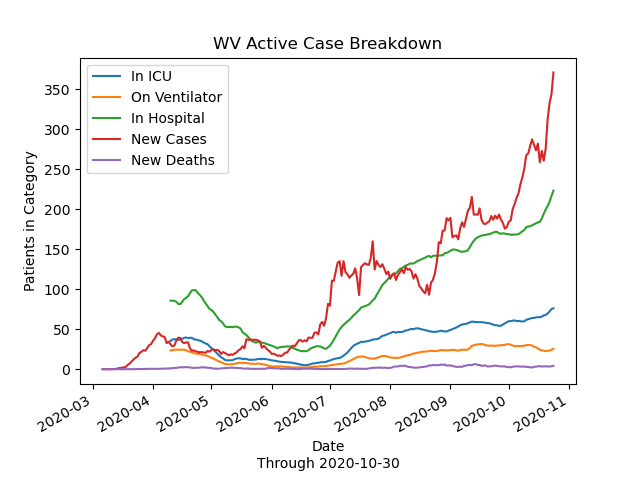 WV Active Case Breakdown
In ICU
On Ventilator
In Hospital
New Cases
New Deaths
Patients in Category
350
300
250
200
150
100
50
0
2020-03
2020-04
2020-05
2020-06
2020-07
2020-08
2020-09
2020-10
2020-11
Date
Through 2020-10-30